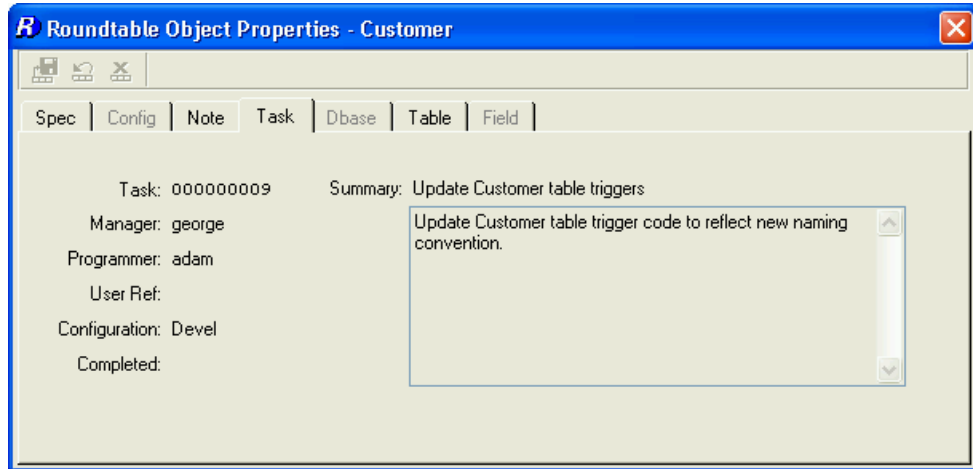 Roundtable Object Properties - Customer
Spec Config Note Task Dbase Table Field
Task: 000000009 Summary: Update Customer table triggers
Manager: george
Update Customer table trigger code to reflect new naming
convention.
Programmer: adam
User Ref:
Configuration: Devel
Completed: